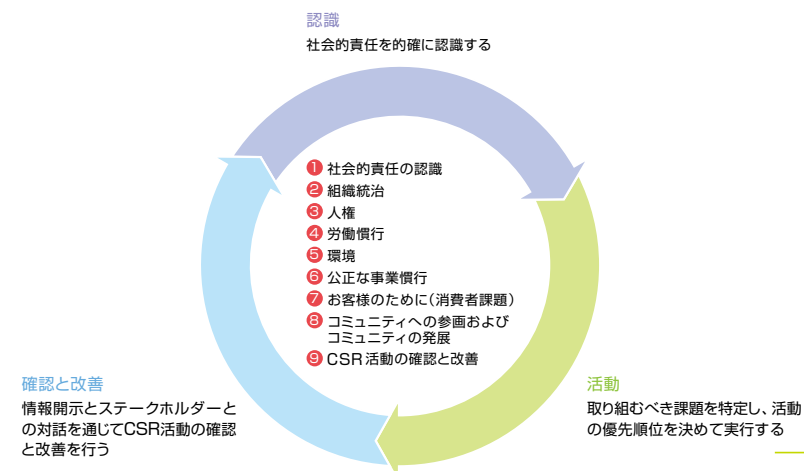 認識
社会的責任を的確に認識する
❶ 社会的責任の認識
❷ 組織統治
❸ 人権
❹ 労働慣行
❺ 環境
❻ 公正な事業慣行
❼ お客様のために(消費者課題)
❽ コミュニティへの参画および
コミュニティの発展
❾ CSR活動の確認と改善
確認と改善
情報開示とステークホルダーと
の対話を通じてCSR活動の確認
と改善を行う
活動
取り組むべき課題を特定し、活動
の優先順位を決めて実行する